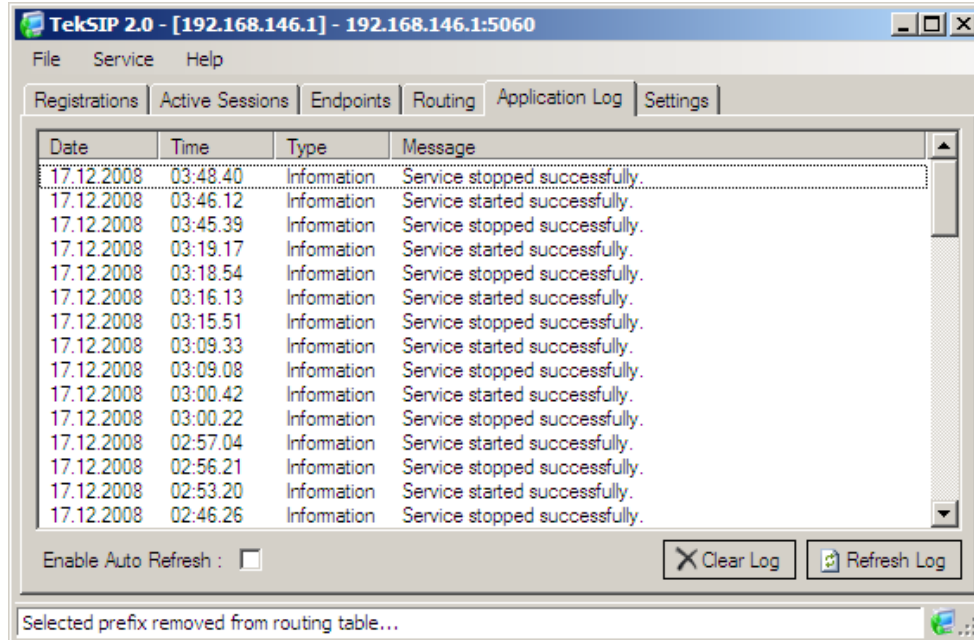 TekSIP 2.0 - [192.168.146.1] - 192.168.146.1:5060
File Service Help
Registrations Active Sessions Endpoints Routing Application Log Settings
Date Time Type Message
17.12.2008 03:48.40 Information Service stopped successfully.
17.12.2008 03:46.12 Information Service started successfully.
17.12.2008 03:45.39 Information Service stopped successfully.
17.12.2008 03:19.17 Information Service started successfully.
17.12.2008 03:18.54 Information Service stopped successfully.
17.12.2008 03:16.13 Information Service started successfully.
17.12.2008 03:15.51 Information Service stopped successfully.
17.12.2008 03:09.33 Information Service started successfully.
17.12.2008 03:09.08 Information Service stopped successfully.
17.12.2008 03:00.42 Information Service started successfully.
17.12.2008 03:00.22 Information Service stopped successfully.
17.12.2008 02:57.04 Information Service started successfully.
17.12.2008 02:56.21 Information Service stopped successfully.
17.12.2008 02:53.20 Information Service started successfully.
17.12.2008 02:46.26 Information Service stopped successfully.
Enable Auto Refresh : Clear Log Refresh Log
Selected prefix removed from routing table...